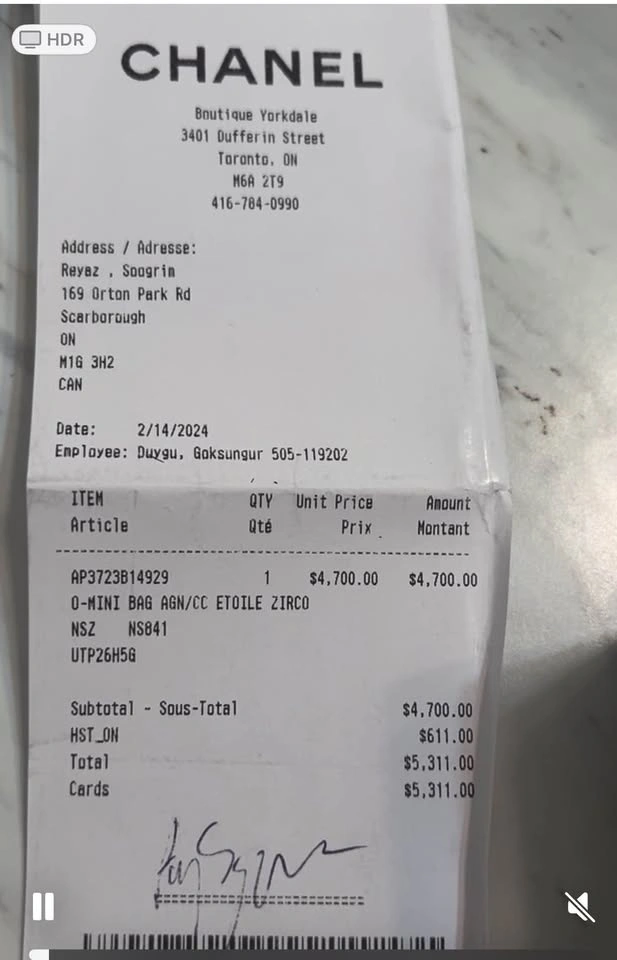 HDR
CHANEL
Boutique Yorkdale
3401 Dufferin Street
Toronto, ON
M6A 2T9
416-784-0990
Address / Adresse:
Reyaz , Soogrim
169 Orton Park Rd
Scarborough
ON
M1G 3H2
CAN
Date: 2/14/2024
Employee: Duygu, Goksungur 505-119202
ITEM QTY Unit Price Amount
Article Qté Prix Montant
AP3723B14929 1 $4,700.00 $4,700.00
O-MINI BAG AGN/CC ETOILE ZIRCO
NSZ NS841
UTP26H5G
Subtotal - Sous-Total $4,700.00
HST_ON $611.00
Total $5,311.00
Cards $5,311.00